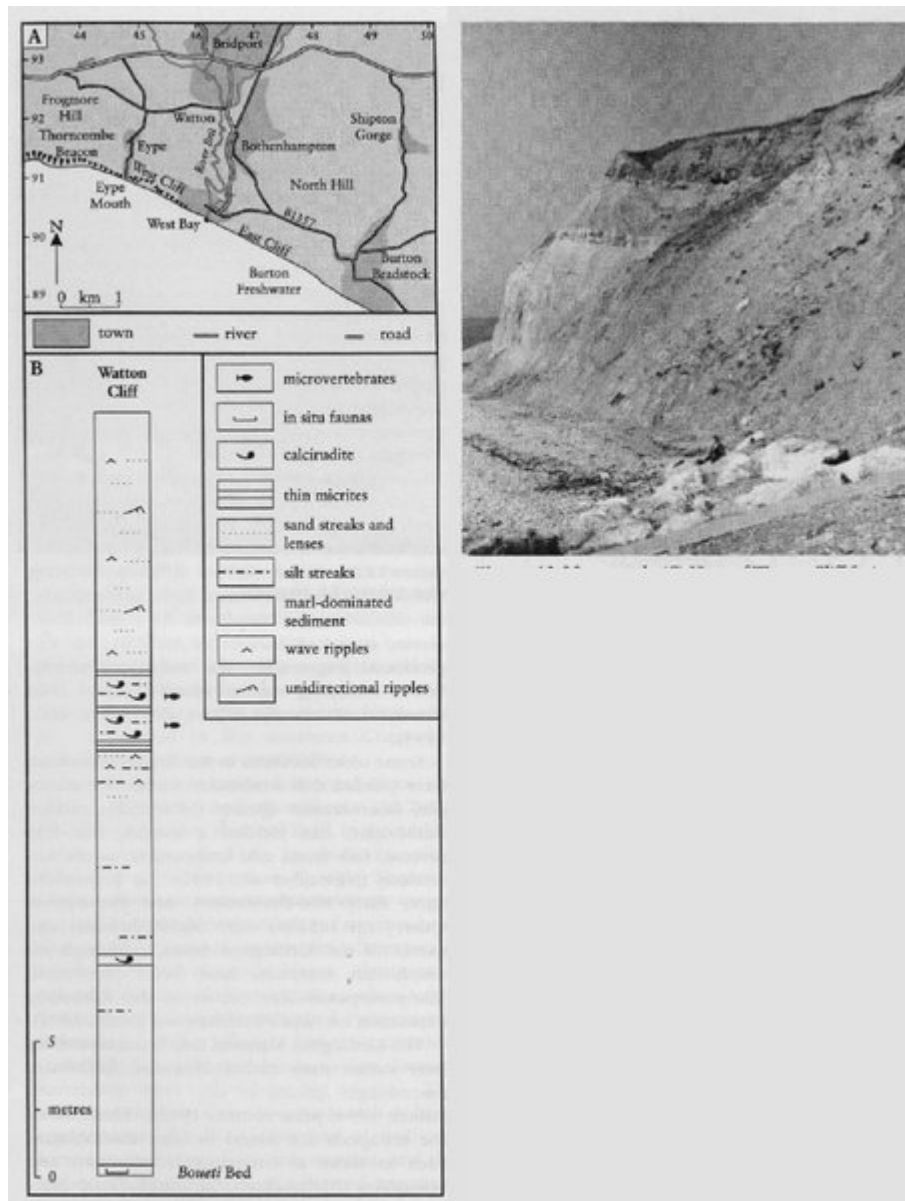 A
44
45
46
47
48
49
50
93
92
91
90
89
Bridport
Frogmore
Hill
Watton
Thorncombe
Beacon
Eype
River Brit
Bothenhampton
Shipton
Gorge
West Cliff
North Hill
Eype
Mouth
West Bay
B3157
East Cliff
Burton
Bradstock
Burton
Freshwater
N
0 km 1
town
river
road
B
Watton
Cliff
microvertebrates
in situ faunas
calcirudite
thin micrites
sand streaks and
lenses
silt streaks
marl-dominated
sediment
wave ripples
unidirectional ripples
5
metres
0
Boueti Bed